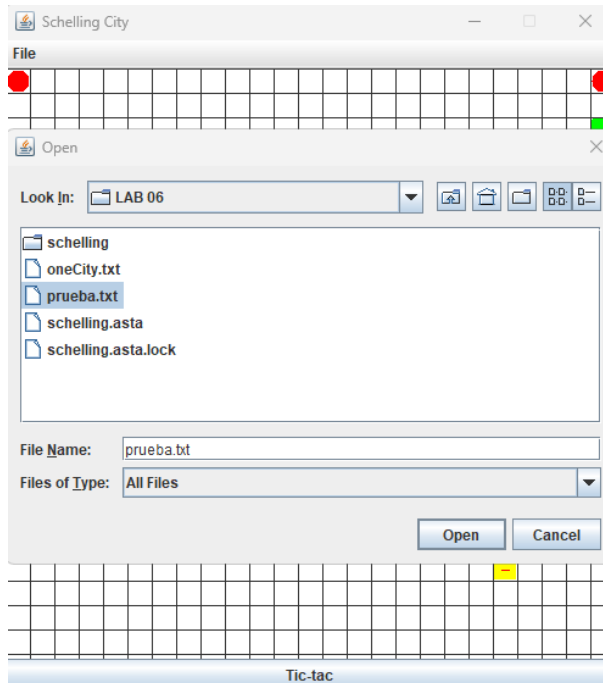 Schelling City
File
Open
Look In: LAB 06
schelling
oneCity.txt
prueba.txt
schelling.asta
schelling.asta.lock
File Name: prueba.txt
Files of Type: All Files
Open Cancel
Tic-tac